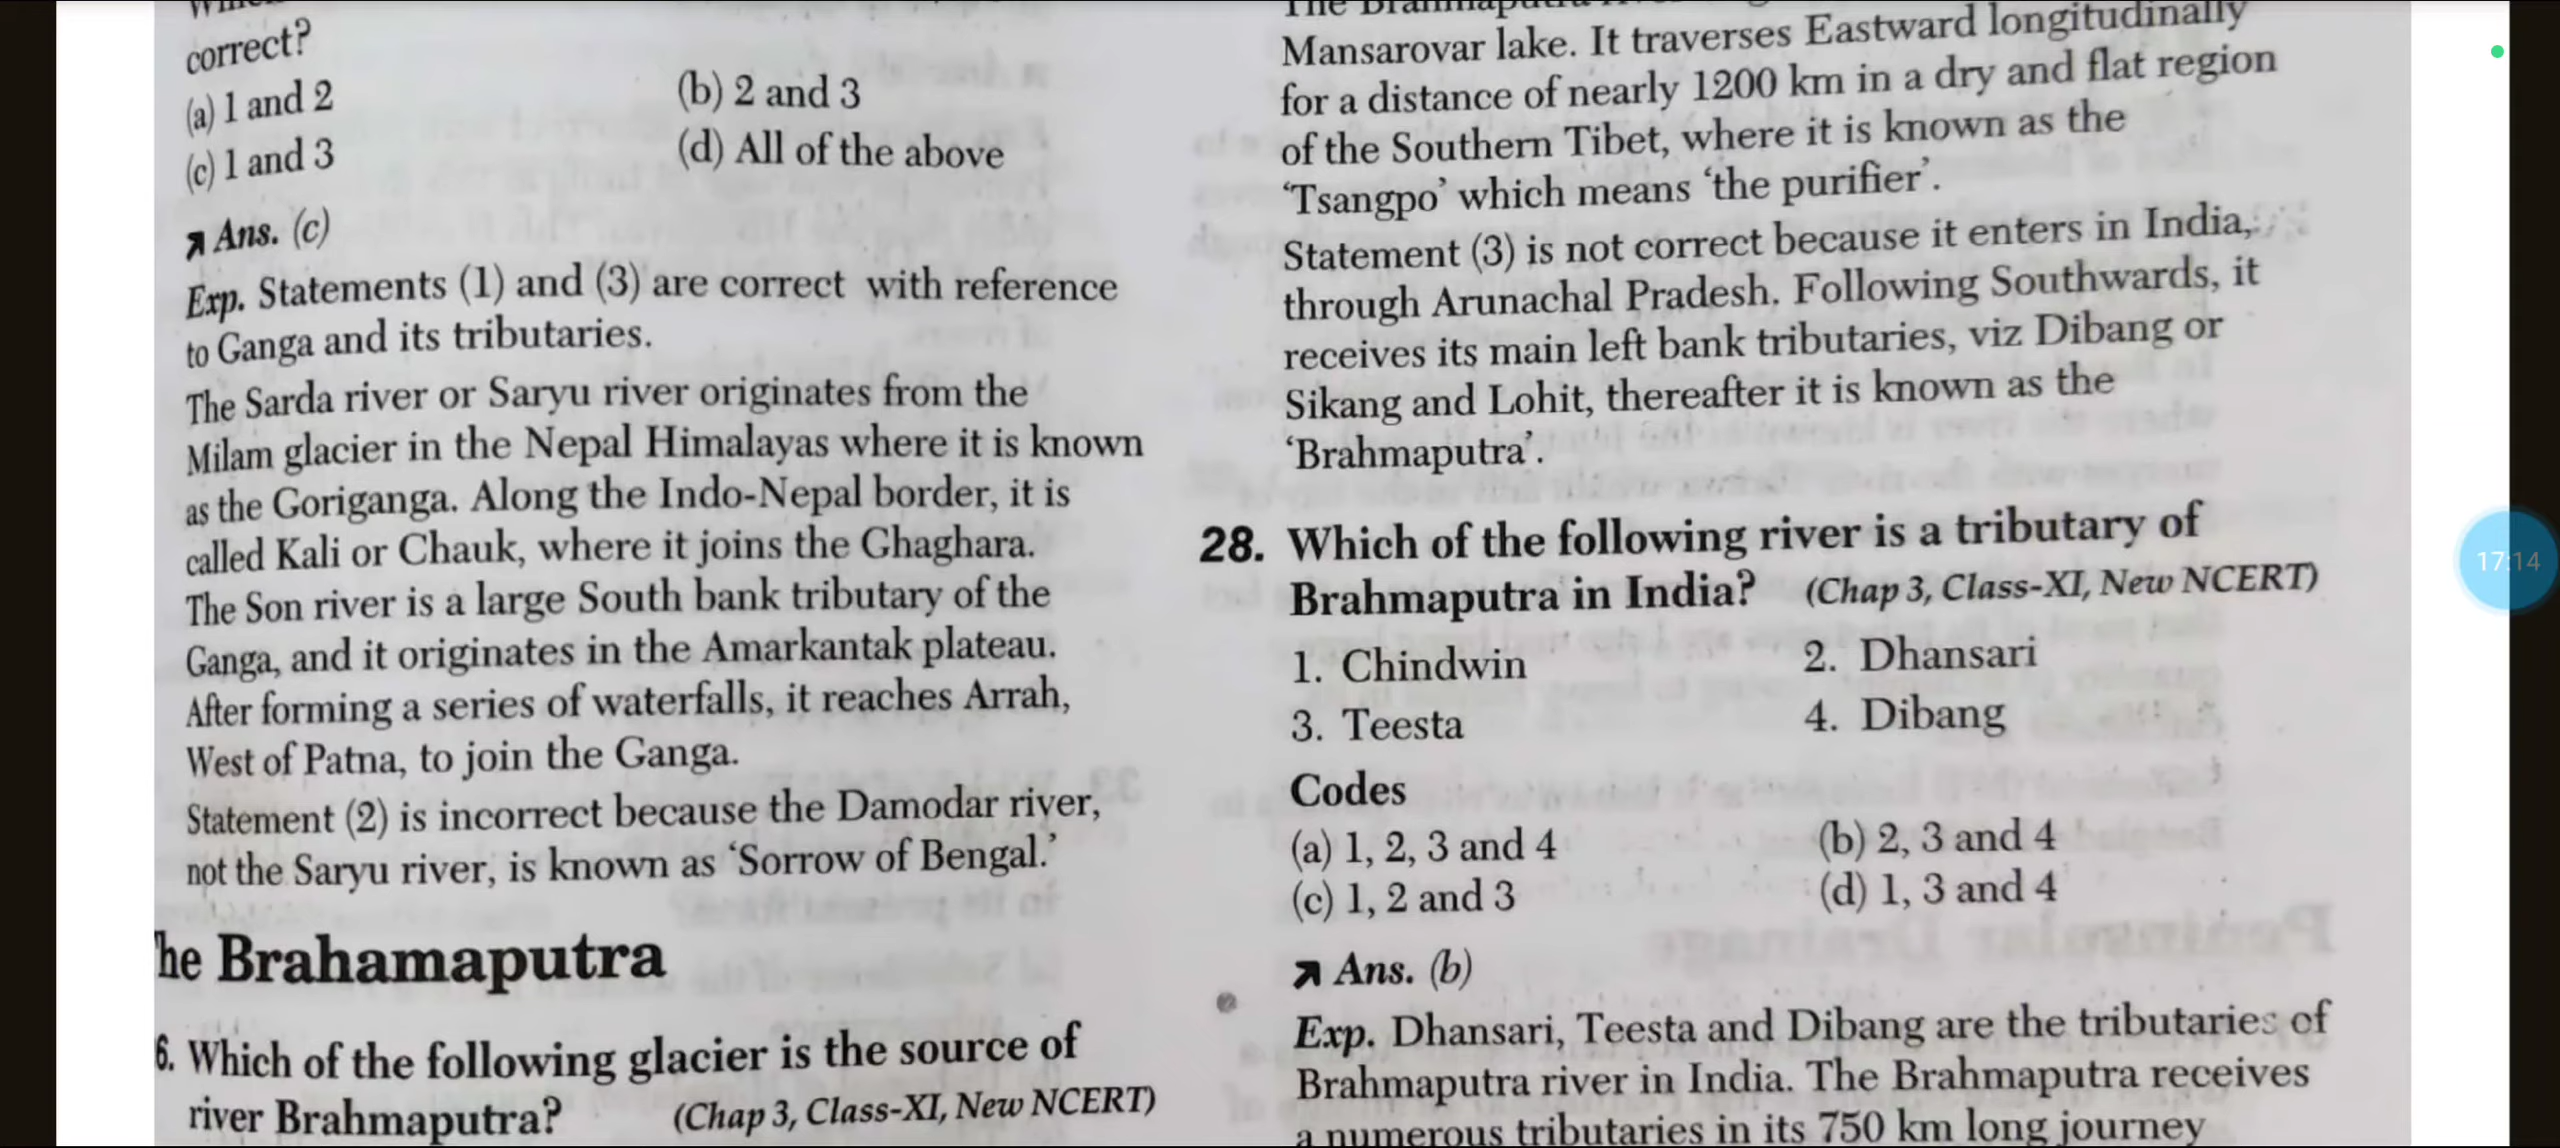 correct?
(a) 1 and 2 (b) 2 and 3
(c) 1 and 3 (d) All of the above
Ans. (c)
Exp. Statements (1) and (3) are correct with reference
to Ganga and its tributaries.
The Sarda river or Saryu river originates from the
Milam glacier in the Nepal Himalayas where it is known
as the Goriganga. Along the Indo-Nepal border, it is
called Kali or Chauk, where it joins the Ghaghara.
The Son river is a large South bank tributary of the
Ganga, and it originates in the Amarkantak plateau.
After forming a series of waterfalls, it reaches Arrah,
West of Patna, to join the Ganga.
Statement (2) is incorrect because the Damodar river,
not the Saryu river, is known as ‘Sorrow of Bengal.’
he Brahamaputra
6. Which of the following glacier is the source of
river Brahmaputra? (Chap 3, Class-XI, New NCERT)
Mansarovar lake. It traverses Eastward longitudinally
for a distance of nearly 1200 km in a dry and flat region
of the Southern Tibet, where it is known as the
‘Tsangpo’ which means ‘the purifier’.
Statement (3) is not correct because it enters in India,
through Arunachal Pradesh. Following Southwards, it
receives its main left bank tributaries, viz Dibang or
Sikang and Lohit, thereafter it is known as the
‘Brahmaputra’.
28. Which of the following river is a tributary of
Brahmaputra in India? (Chap 3, Class-XI, New NCERT)
1. Chindwin 2. Dhansari
3. Teesta 4. Dibang
Codes
(a) 1, 2, 3 and 4 (b) 2, 3 and 4
(c) 1, 2 and 3 (d) 1, 3 and 4
Ans. (b)
Exp. Dhansari, Teesta and Dibang are the tributaries of
Brahmaputra river in India. The Brahmaputra receives
a numerous tributaries in its 750 km long journey
17:14